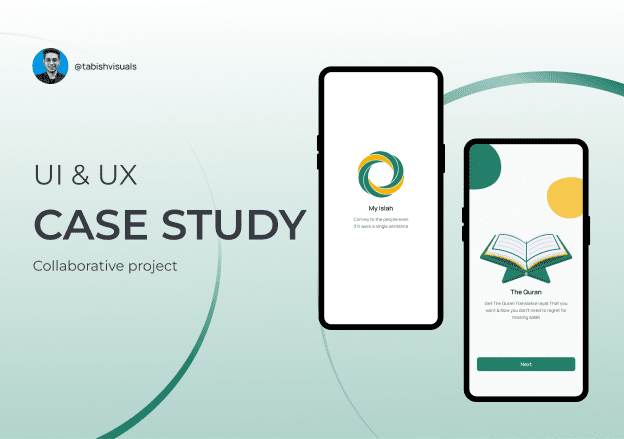 @tabishvisuals
UI & UX
CASE STUDY
Collaborative project
My Islah
Convey to the people even
if it were a single sentence
The Quran
Get The Quran Translation ayat That you
want & Now you don't need to regret for
missing salah
Next